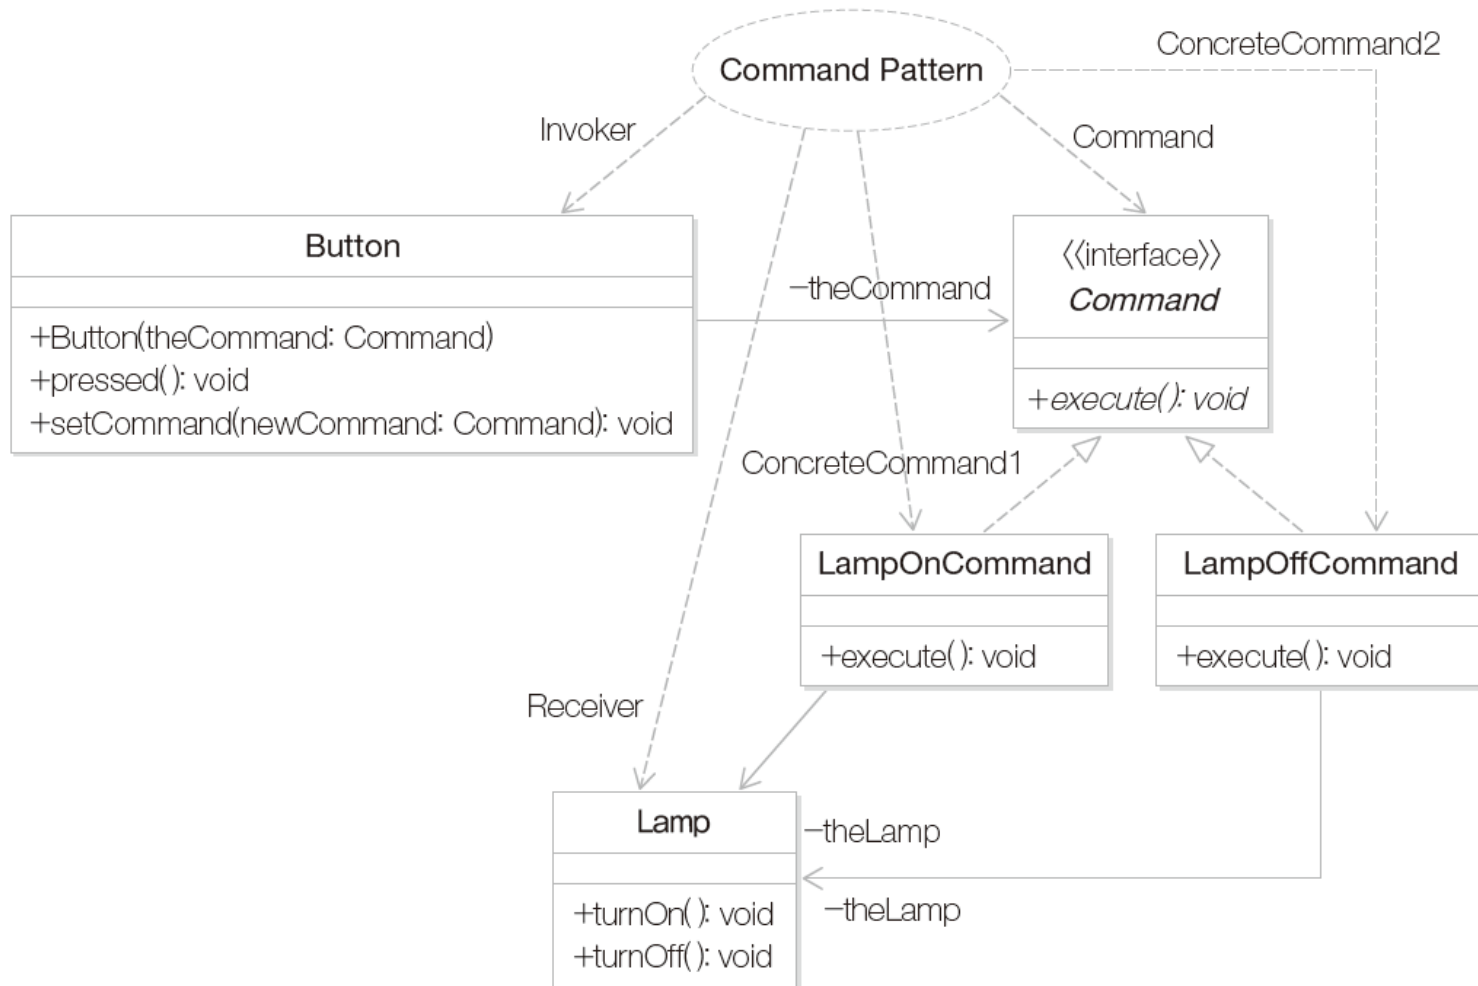 ConcreteCommand2
Command Pattern
Invoker
Command
Button
+Button(theCommand: Command)
+pressed( ): void
+setCommand(newCommand: Command): void
-theCommand
《interface》
Command
+execute( ): void
ConcreteCommand1
LampOnCommand
+execute( ): void
LampOffCommand
+execute( ): void
Receiver
Lamp
+turnOn( ): void
+turnOff( ): void
-theLamp
-theLamp